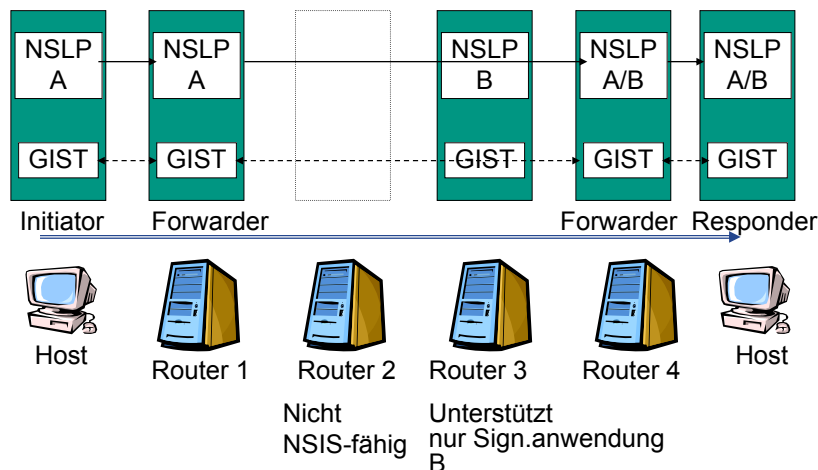 NSLP
A
NSLP
A
NSLP
B
NSLP
A/B
NSLP
A/B
GIST
GIST
GIST
GIST
GIST
Initiator
Forwarder
Forwarder
Responder
Host
Router 1
Router 2
Router 3
Router 4
Host
Nicht
NSIS-fähig
Unterstützt
nur Sign.anwendung
B